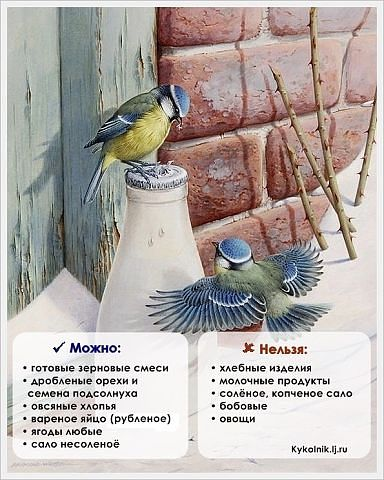 ✓ Можно:
• готовые зерновые смеси
• дробленые орехи и
семена подсолнуха
• овсяные хлопья
• вареное яйцо (рубленое)
• ягоды любые
• сало несоленоё
✘ Нельзя:
• хлебные изделия
• молочные продукты
• солёное, копченое сало
• бобовые
• овощи
Kykolnik.lj.ru